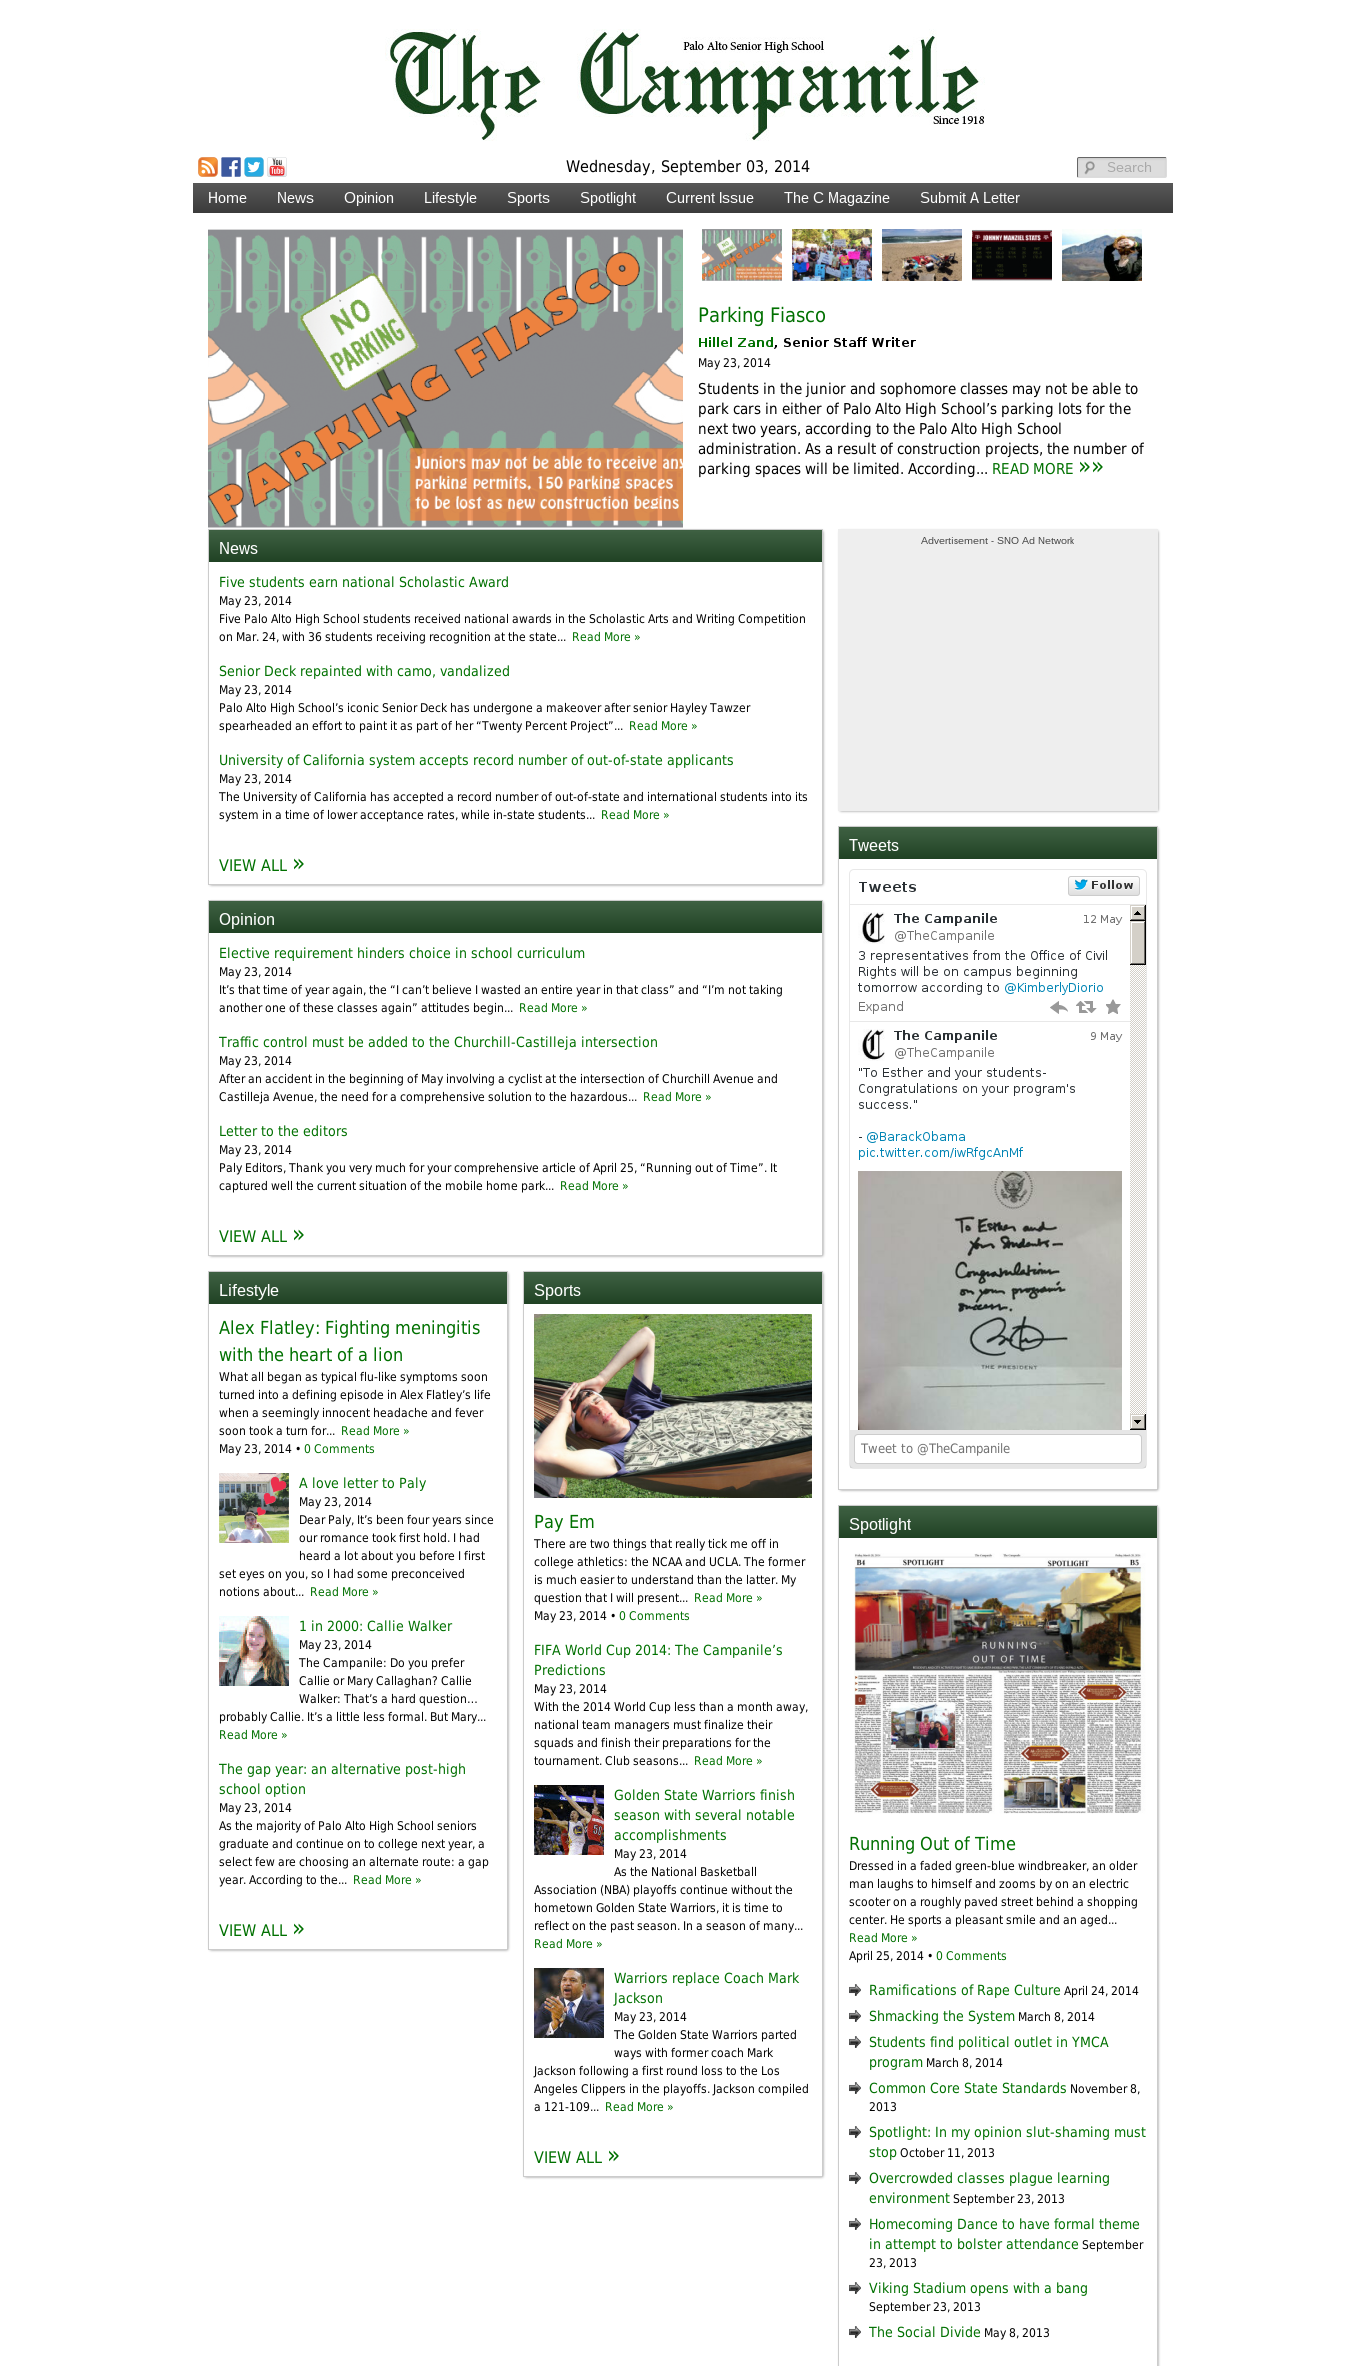 Palo Alto Senior High School
The Campanile
Since 1918
Wednesday, September 03, 2014
Search
Home News Opinion Lifestyle Sports Spotlight Current Issue The C Magazine Submit A Letter
NO
PARKING
PARKING FIASCO
Juniors may not be able to receive any
parking permits, 150 parking spaces
to be lost as new construction begins
JOHNNY MANZIEL STATS
Parking Fiasco
Hillel Zand, Senior Staff Writer
May 23, 2014
Students in the junior and sophomore classes may not be able to
park cars in either of Palo Alto High School’s parking lots for the
next two years, according to the Palo Alto High School
administration. As a result of construction projects, the number of
parking spaces will be limited. According... READ MORE »»
News
Five students earn national Scholastic Award
May 23, 2014
Five Palo Alto High School students received national awards in the Scholastic Arts and Writing Competition
on Mar. 24, with 36 students receiving recognition at the state... Read More »
Senior Deck repainted with camo, vandalized
May 23, 2014
Palo Alto High School’s iconic Senior Deck has undergone a makeover after senior Hayley Tawzer
spearheaded an effort to paint it as part of her “Twenty Percent Project”... Read More »
University of California system accepts record number of out-of-state applicants
May 23, 2014
The University of California has accepted a record number of out-of-state and international students into its
system in a time of lower acceptance rates, while in-state students... Read More »
VIEW ALL »
Opinion
Elective requirement hinders choice in school curriculum
May 23, 2014
It’s that time of year again, the “I can’t believe I wasted an entire year in that class” and “I’m not taking
another one of these classes again” attitudes begin... Read More »
Traffic control must be added to the Churchill-Castilleja intersection
May 23, 2014
After an accident in the beginning of May involving a cyclist at the intersection of Churchill Avenue and
Castilleja Avenue, the need for a comprehensive solution to the hazardous... Read More »
Letter to the editors
May 23, 2014
Paly Editors, Thank you very much for your comprehensive article of April 25, “Running out of Time”. It
captured well the current situation of the mobile home park... Read More »
VIEW ALL »
Lifestyle
Alex Flatley: Fighting meningitis
with the heart of a lion
What all began as typical flu-like symptoms soon
turned into a defining episode in Alex Flatley’s life
when a seemingly innocent headache and fever
soon took a turn for... Read More »
May 23, 2014 • 0 Comments
A love letter to Paly
May 23, 2014
Dear Paly, It’s been four years since
our romance took first hold. I had
heard a lot about you before I first
set eyes on you, so I had some preconceived
notions about... Read More »
1 in 2000: Callie Walker
May 23, 2014
The Campanile: Do you prefer
Callie or Mary Callaghan? Callie
Walker: That’s a hard question…
probably Callie. It’s a little less formal. But Mary...
Read More »
The gap year: an alternative post-high
school option
May 23, 2014
As the majority of Palo Alto High School seniors
graduate and continue on to college next year, a
select few are choosing an alternate route: a gap
year. According to the... Read More »
VIEW ALL »
Sports
Pay Em
There are two things that really tick me off in
college athletics: the NCAA and UCLA. The former
is much easier to understand than the latter. My
question that I will present... Read More »
May 23, 2014 • 0 Comments
FIFA World Cup 2014: The Campanile’s
Predictions
May 23, 2014
With the 2014 World Cup less than a month away,
national team managers must finalize their
squads and finish their preparations for the
tournament. Club seasons... Read More »
Golden State Warriors finish
season with several notable
accomplishments
May 23, 2014
As the National Basketball
Association (NBA) playoffs continue without the
hometown Golden State Warriors, it is time to
reflect on the past season. In a season of many...
Read More »
Warriors replace Coach Mark
Jackson
May 23, 2014
The Golden State Warriors parted
ways with former coach Mark
Jackson following a first round loss to the Los
Angeles Clippers in the playoffs. Jackson compiled
a 121-109... Read More »
VIEW ALL »
Advertisement - SNO Ad Network
Tweets
Tweets
Follow
The Campanile 12 May
@TheCampanile
3 representatives from the Office of Civil
Rights will be on campus beginning
tomorrow according to @KimberlyDiorio
Expand
The Campanile 9 May
@TheCampanile
"To Esther and your students-
Congratulations on your program's
success."
- @BarackObama
pic.twitter.com/iwRfgcAnMf
To Esther and
your students—
Congratulations
on your program's
success.
THE PRESIDENT
Tweet to @TheCampanile
Spotlight
B4 SPOTLIGHT SPOTLIGHT B5
RUNNING
OUT OF TIME
Running Out of Time
Dressed in a faded green-blue windbreaker, an older
man laughs to himself and zooms by on an electric
scooter on a roughly paved street behind a shopping
center. He sports a pleasant smile and an aged...
Read More »
April 25, 2014 • 0 Comments
Ramifications of Rape Culture April 24, 2014
Shmacking the System March 8, 2014
Students find political outlet in YMCA
program March 8, 2014
Common Core State Standards November 8,
2013
Spotlight: In my opinion slut-shaming must
stop October 11, 2013
Overcrowded classes plague learning
environment September 23, 2013
Homecoming Dance to have formal theme
in attempt to bolster attendance September
23, 2013
Viking Stadium opens with a bang
September 23, 2013
The Social Divide May 8, 2013